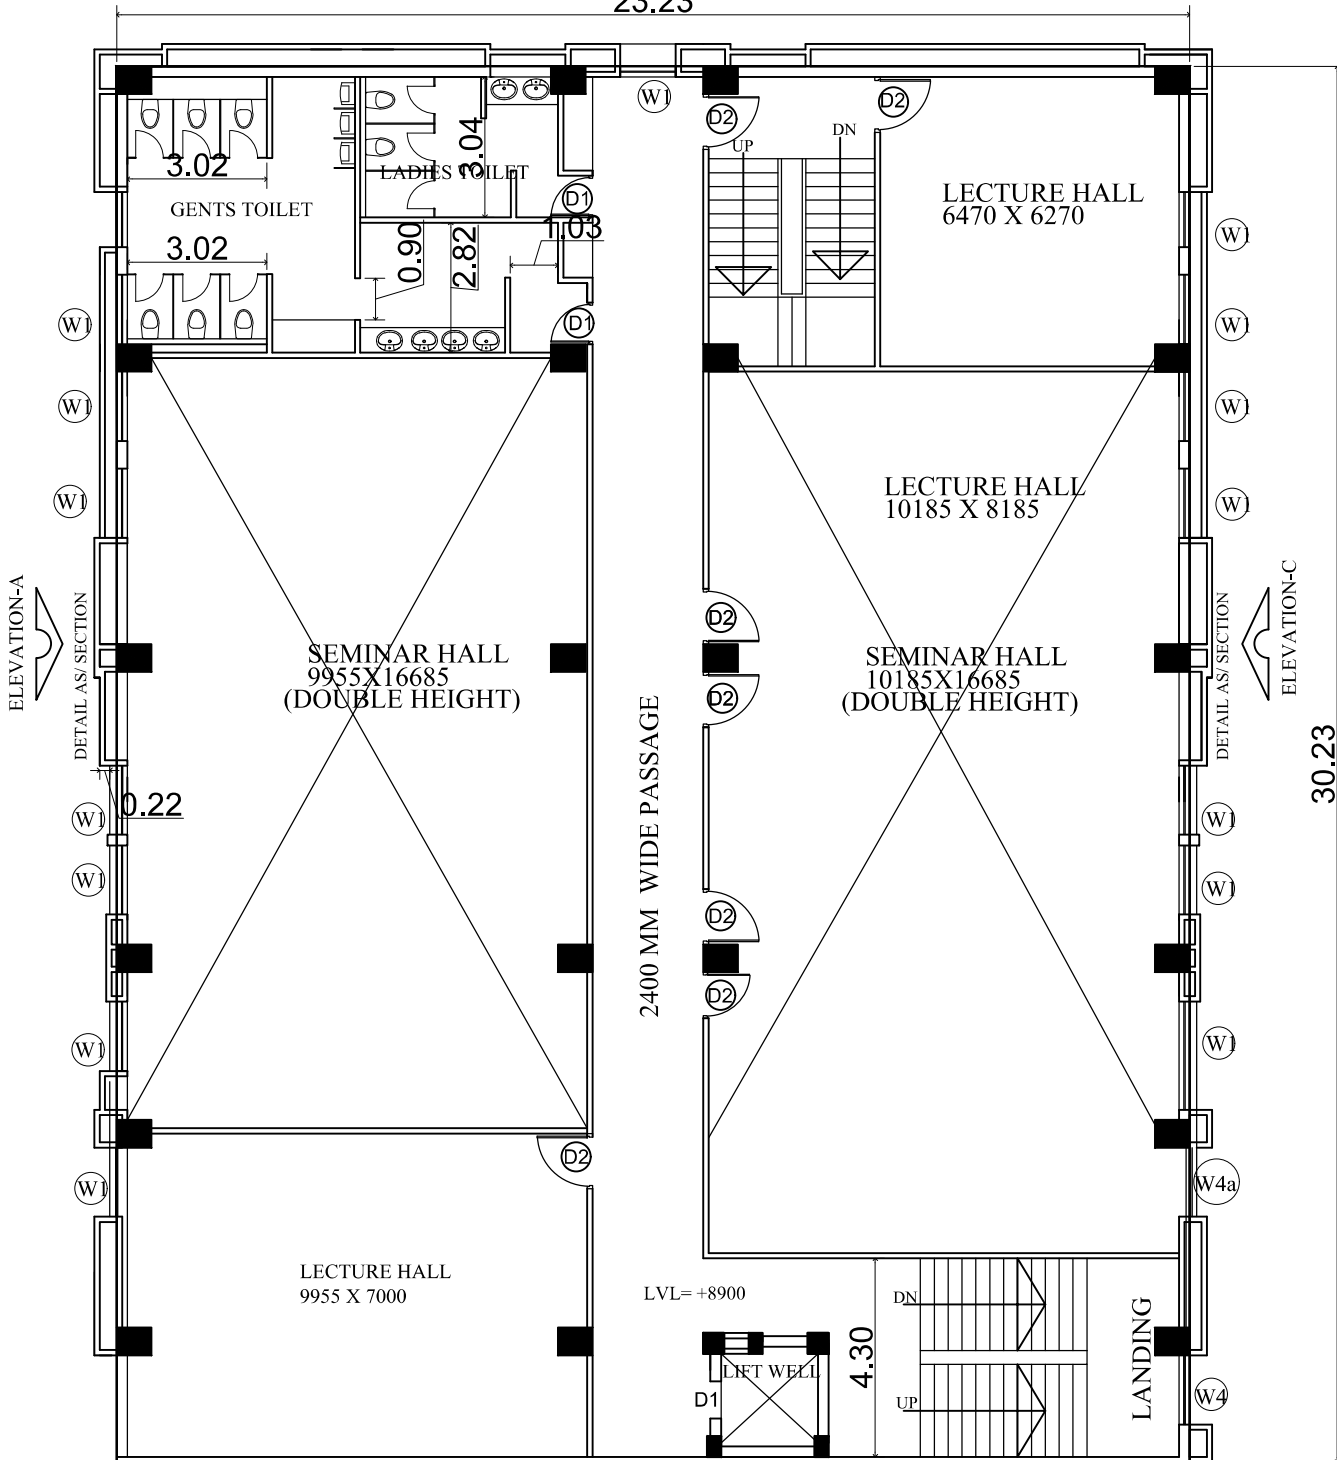 23.23
W1
D2
D2
UP
DN
3.02
3.04
LADIES TOILET
LECTURE HALL
6470 X 6270
GENTS TOILET
D1
1.03
3.02
0.90
2.82
W1
W1
D1
W1
W1
W1
W1
W1
LECTURE HALL
10185 X 8185
W1
ELEVATION-A
DETAIL AS/ SECTION
SEMINAR HALL
9955X16685
(DOUBLE HEIGHT)
D2
D2
SEMINAR HALL
10185X16685
(DOUBLE HEIGHT)
DETAIL AS/ SECTION
ELEVATION-C
30.23
2400 MM WIDE PASSAGE
0.22
W1
W1
W1
W1
D2
D2
W1
W1
D2
W1
W4a
LECTURE HALL
9955 X 7000
LVL= +8900
DN
4.30
LANDING
LIFT WELL
D1
UP
W4